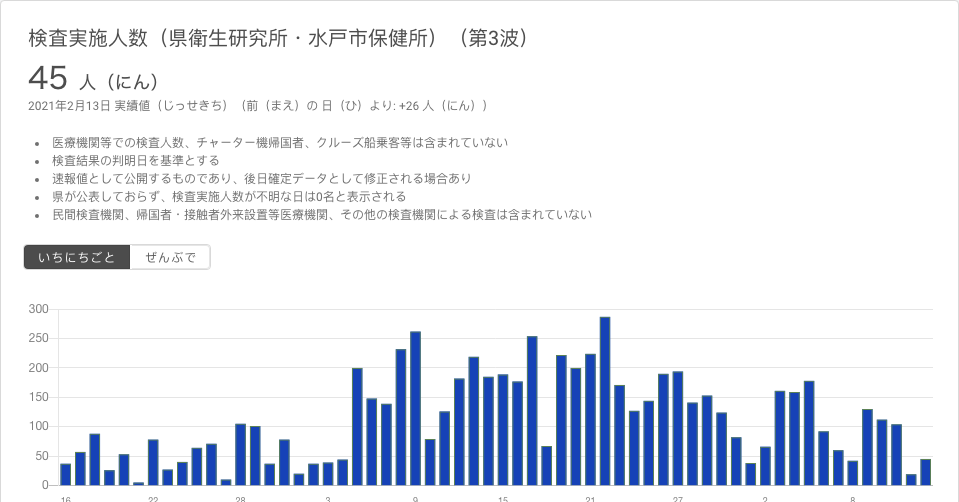 検査実施人数（県衛生研究所・水戸市保健所）（第3波）
45 人（にん）
2021年2月13日 実績値（じっせきち）（前（まえ）の 日（ひ）より: +26 人（にん））
医療機関等での検査人数、チャーター機帰国者、クルーズ船乗客等は含まれていない
検査結果の判明日を基準とする
速報値として公開するものであり、後日確定データとして修正される場合あり
県が公表しておらず、検査実施人数が不明な日は0名と表示される
民間検査機関、帰国者・接触者外来設置等医療機関、その他の検査機関による検査は含まれていない
いちにちごと ぜんぶで
300
250
200
150
100
50
0
16 22 28 3 9 15 21 27 2 8